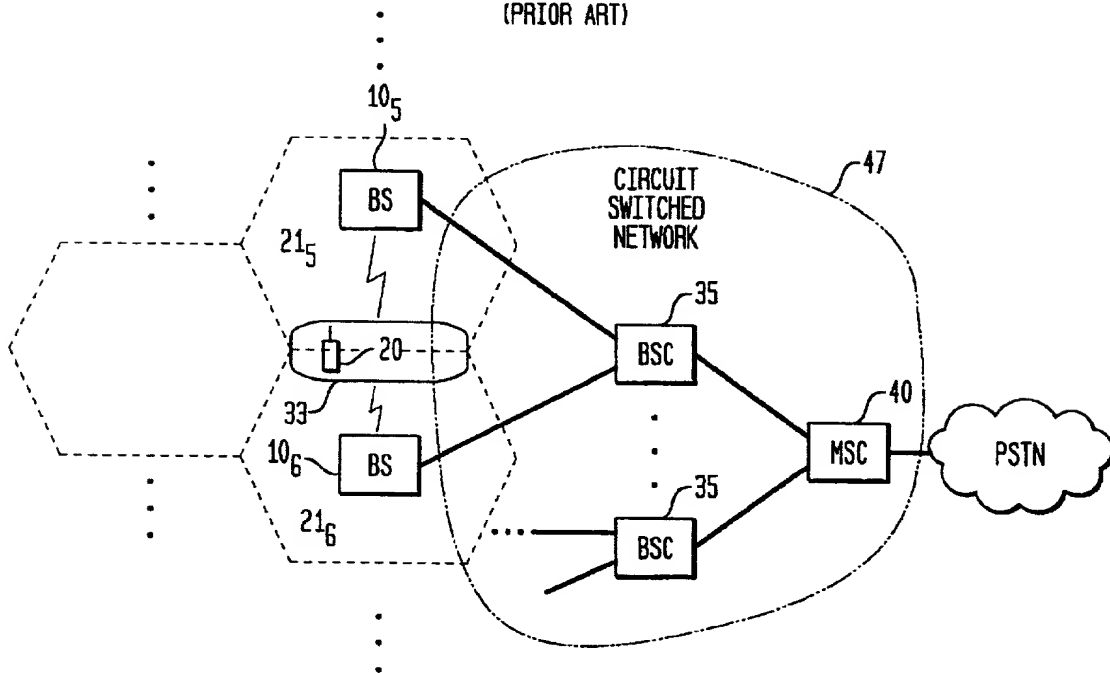 (PRIOR ART)
10₅
BS
21₅
CIRCUIT
SWITCHED
NETWORK
47
35
BSC
20
33
40
MSC
PSTN
10₆
BS
21₆
35
BSC